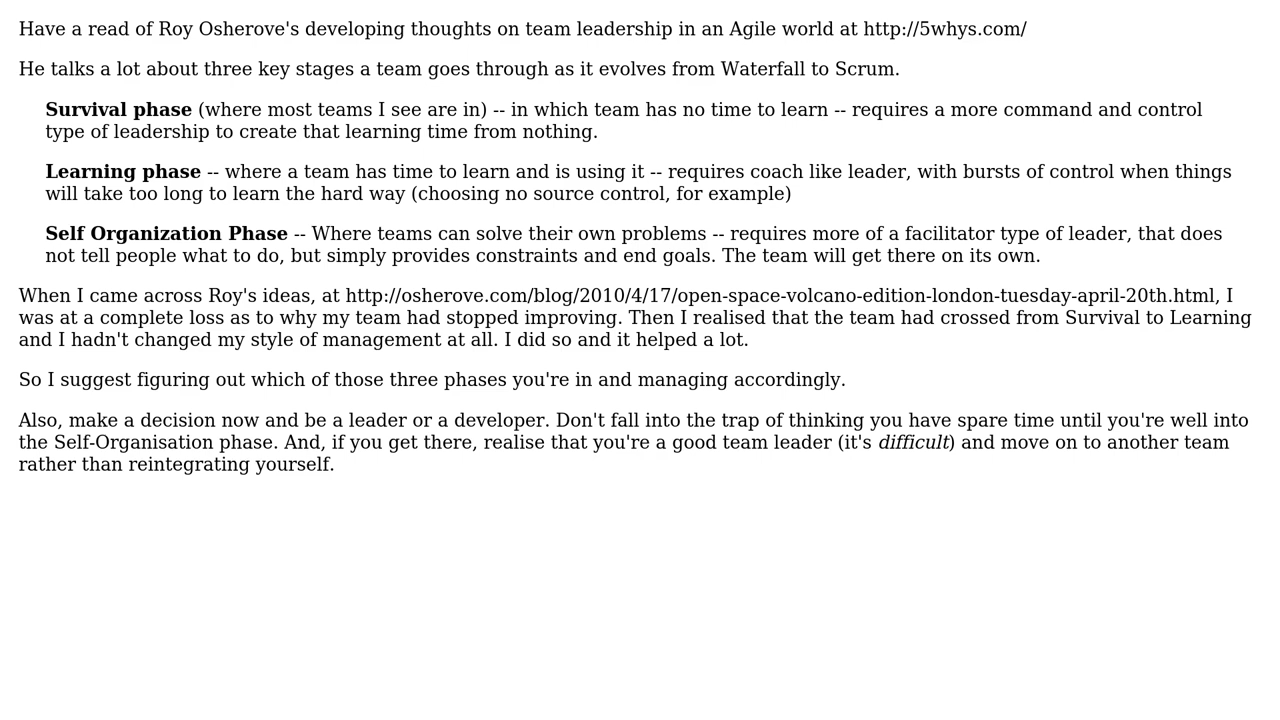 Have a read of Roy Osherove's developing thoughts on team leadership in an Agile world at http://5whys.com/
He talks a lot about three key stages a team goes through as it evolves from Waterfall to Scrum.
Survival phase (where most teams I see are in) -- in which team has no time to learn -- requires a more command and control
type of leadership to create that learning time from nothing.
Learning phase -- where a team has time to learn and is using it -- requires coach like leader, with bursts of control when things
will take too long to learn the hard way (choosing no source control, for example)
Self Organization Phase -- Where teams can solve their own problems -- requires more of a facilitator type of leader, that does
not tell people what to do, but simply provides constraints and end goals. The team will get there on its own.
When I came across Roy's ideas, at http://osherove.com/blog/2010/4/17/open-space-volcano-edition-london-tuesday-april-20th.html, I
was at a complete loss as to why my team had stopped improving. Then I realised that the team had crossed from Survival to Learning
and I hadn't changed my style of management at all. I did so and it helped a lot.
So I suggest figuring out which of those three phases you're in and managing accordingly.
Also, make a decision now and be a leader or a developer. Don't fall into the trap of thinking you have spare time until you're well into
the Self-Organisation phase. And, if you get there, realise that you're a good team leader (it's difficult) and move on to another team
rather than reintegrating yourself.